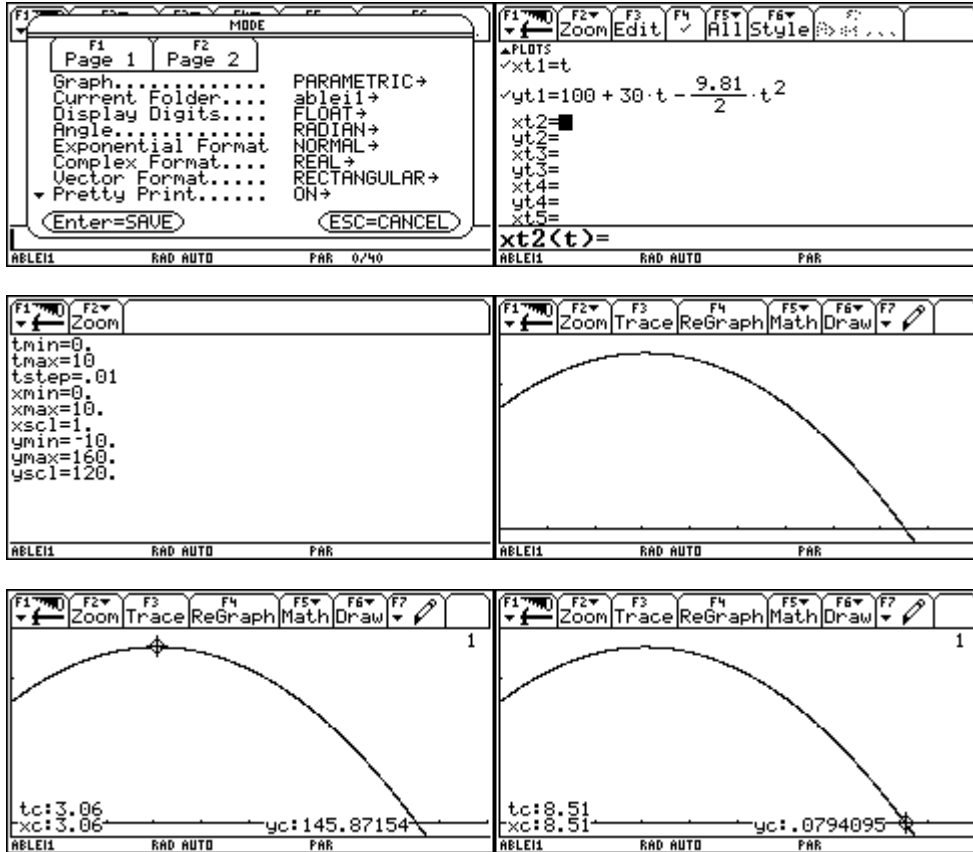 MODE
F1 F2
Page 1 Page 2
Graph.............. PARAMETRIC→
Current Folder.... ablei1→
Display Digits.... FLOAT→
Angle.............. RADIAN→
Exponential Format NORMAL→
Complex Format.... REAL→
Vector Format..... RECTANGULAR→
Pretty Print...... ON→
Enter=SAVE ESC=CANCEL
ABLEI1 RAD AUTO PAR 0/40
F1 F2 Zoom F3 Edit F4 ✓ F5 All F6 Style
PLOTS
✓xt1=t
✓yt1=100 + 30·t − 9.81/2 ·t²
xt2=
yt2=
xt3=
yt3=
xt4=
yt4=
xt5=
xt2(t)=
ABLEI1 RAD AUTO PAR
F1 F2 Zoom
tmin=0.
tmax=10
tstep=.01
xmin=0.
xmax=10.
xscl=1.
ymin=-10.
ymax=160.
yscl=120.
ABLEI1 RAD AUTO PAR
F1 F2 Zoom F3 Trace F4 ReGraph F5 Math F6 Draw F7
ABLEI1 RAD AUTO PAR
F1 F2 Zoom F3 Trace F4 ReGraph F5 Math F6 Draw F7
1
tc:3.06
xc:3.06 yc:145.87154
ABLEI1 RAD AUTO PAR
F1 F2 Zoom F3 Trace F4 ReGraph F5 Math F6 Draw F7
1
tc:8.51
xc:8.51 yc:.0794095
ABLEI1 RAD AUTO PAR